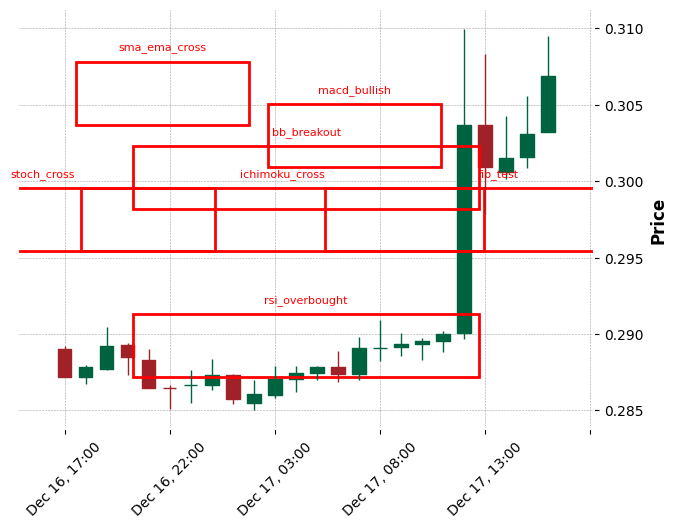 sma_ema_cross
macd_bullish
bb_breakout
stoch_cross
ichimoku_cross
rsi_overbought
0.310
0.305
0.300
0.295
0.290
0.285
Price
Dec 16, 17:00
Dec 16, 22:00
Dec 17, 03:00
Dec 17, 08:00
Dec 17, 13:00